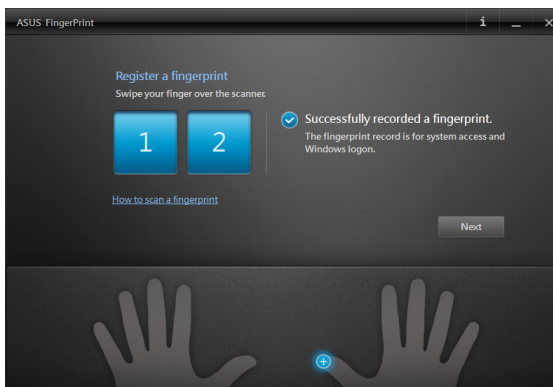 ASUS FingerPrint
Register a fingerprint
Swipe your finger over the scanner.
1 2
Successfully recorded a fingerprint.
The fingerprint record is for system access and
Windows logon.
How to scan a fingerprint
Next